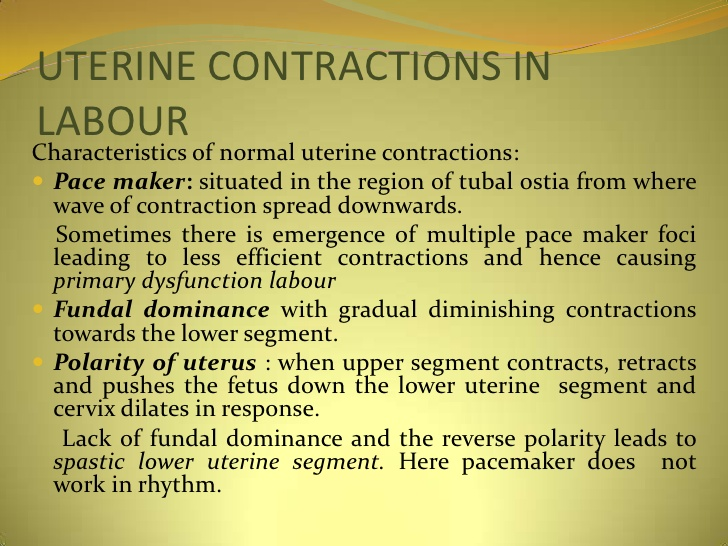 UTERINE CONTRACTIONS IN
LABOUR
Characteristics of normal uterine contractions:
Pace maker: situated in the region of tubal ostia from where
wave of contraction spread downwards.
Sometimes there is emergence of multiple pace maker foci
leading to less efficient contractions and hence causing
primary dysfunction labour
Fundal dominance with gradual diminishing contractions
towards the lower segment.
Polarity of uterus : when upper segment contracts, retracts
and pushes the fetus down the lower uterine segment and
cervix dilates in response.
Lack of fundal dominance and the reverse polarity leads to
spastic lower uterine segment. Here pacemaker does not
work in rhythm.